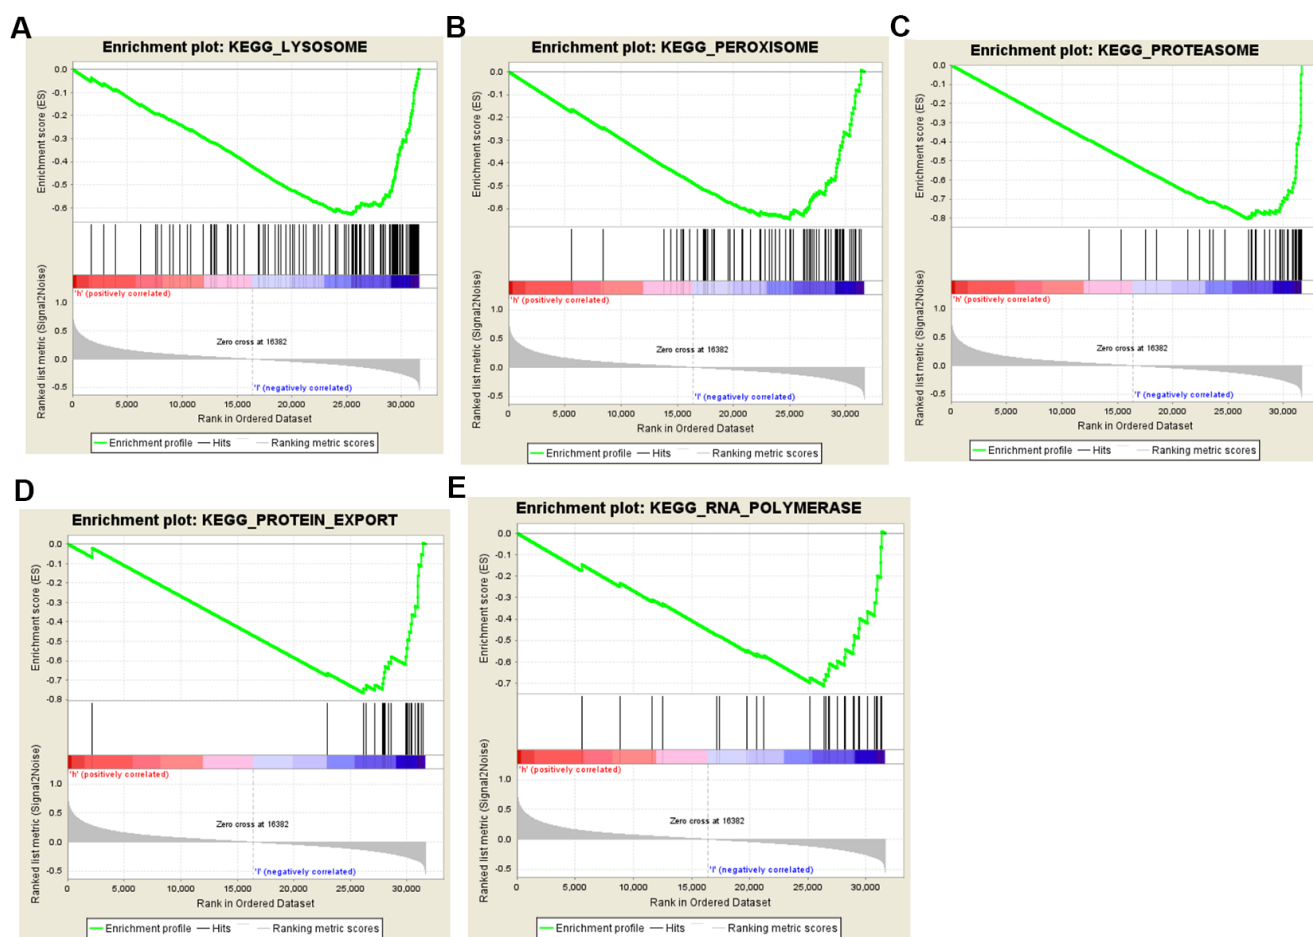 A
Enrichment plot: KEGG_LYSOSOME
Enrichment score (ES)
0.0
-0.1
-0.2
-0.3
-0.4
-0.5
-0.6
'h' (positively correlated)
Ranked list metric (Signal2Noise)
1.0
0.5
0.0
-0.5
Zero cross at 16382
'l' (negatively correlated)
0 5,000 10,000 15,000 20,000 25,000 30,000
Rank in Ordered Dataset
Enrichment profile Hits Ranking metric scores
B
Enrichment plot: KEGG_PEROXISOME
Enrichment score (ES)
0.0
-0.1
-0.2
-0.3
-0.4
-0.5
-0.6
'h' (positively correlated)
Ranked list metric (Signal2Noise)
1.0
0.5
0.0
-0.5
Zero cross at 16382
'l' (negatively correlated)
0 5,000 10,000 15,000 20,000 25,000 30,000
Rank in Ordered Dataset
Enrichment profile Hits Ranking metric scores
C
Enrichment plot: KEGG_PROTEASOME
Enrichment score (ES)
0.0
-0.1
-0.2
-0.3
-0.4
-0.5
-0.6
-0.7
-0.8
'h' (positively correlated)
Ranked list metric (Signal2Noise)
1.0
0.5
0.0
-0.5
Zero cross at 16382
'l' (negatively correlated)
0 5,000 10,000 15,000 20,000 25,000 30,000
Rank in Ordered Dataset
Enrichment profile Hits Ranking metric scores
D
Enrichment plot: KEGG_PROTEIN_EXPORT
Enrichment score (ES)
0.0
-0.1
-0.2
-0.3
-0.4
-0.5
-0.6
-0.7
-0.8
'h' (positively correlated)
Ranked list metric (Signal2Noise)
1.0
0.5
0.0
-0.5
Zero cross at 16382
'l' (negatively correlated)
0 5,000 10,000 15,000 20,000 25,000 30,000
Rank in Ordered Dataset
Enrichment profile Hits Ranking metric scores
E
Enrichment plot: KEGG_RNA_POLYMERASE
Enrichment score (ES)
0.0
-0.1
-0.2
-0.3
-0.4
-0.5
-0.6
-0.7
'h' (positively correlated)
Ranked list metric (Signal2Noise)
1.0
0.5
0.0
-0.5
Zero cross at 16382
'l' (negatively correlated)
0 5,000 10,000 15,000 20,000 25,000 30,000
Rank in Ordered Dataset
Enrichment profile Hits Ranking metric scores